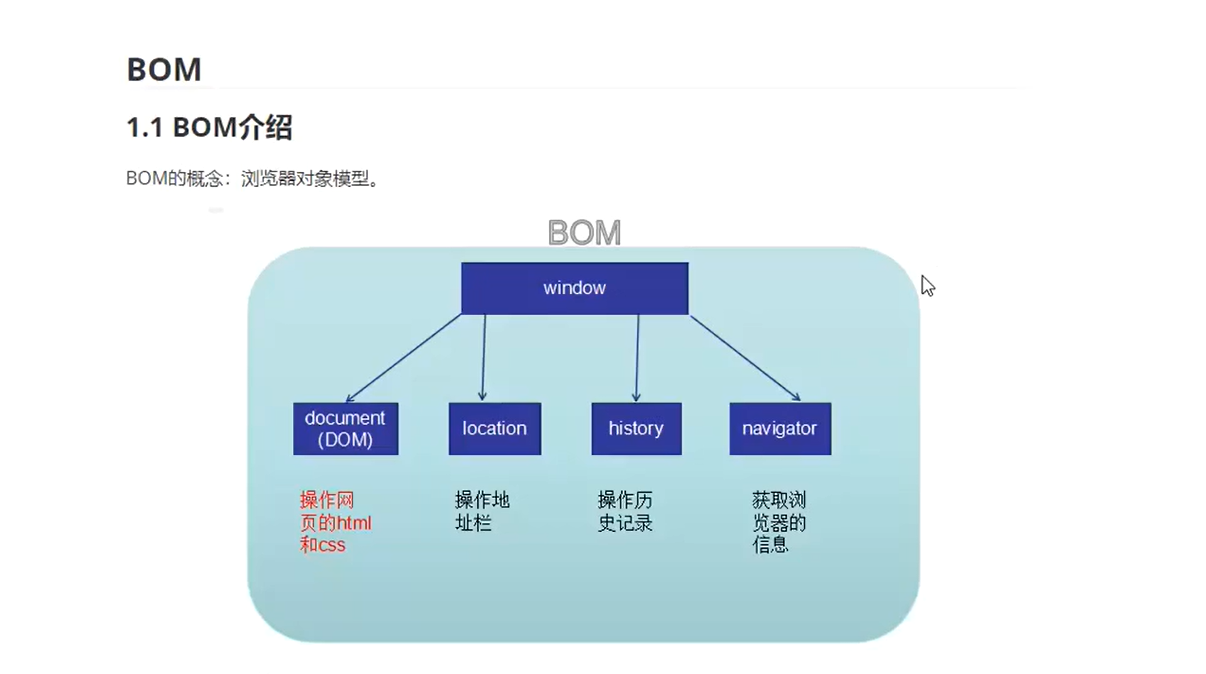 BOM
1.1 BOM介绍
BOM的概念：浏览器对象模型。
BOM
window
document
(DOM)
location
history
navigator
操作网
页的html
和css
操作地
址栏
操作历
史记录
获取浏
览器的
信息